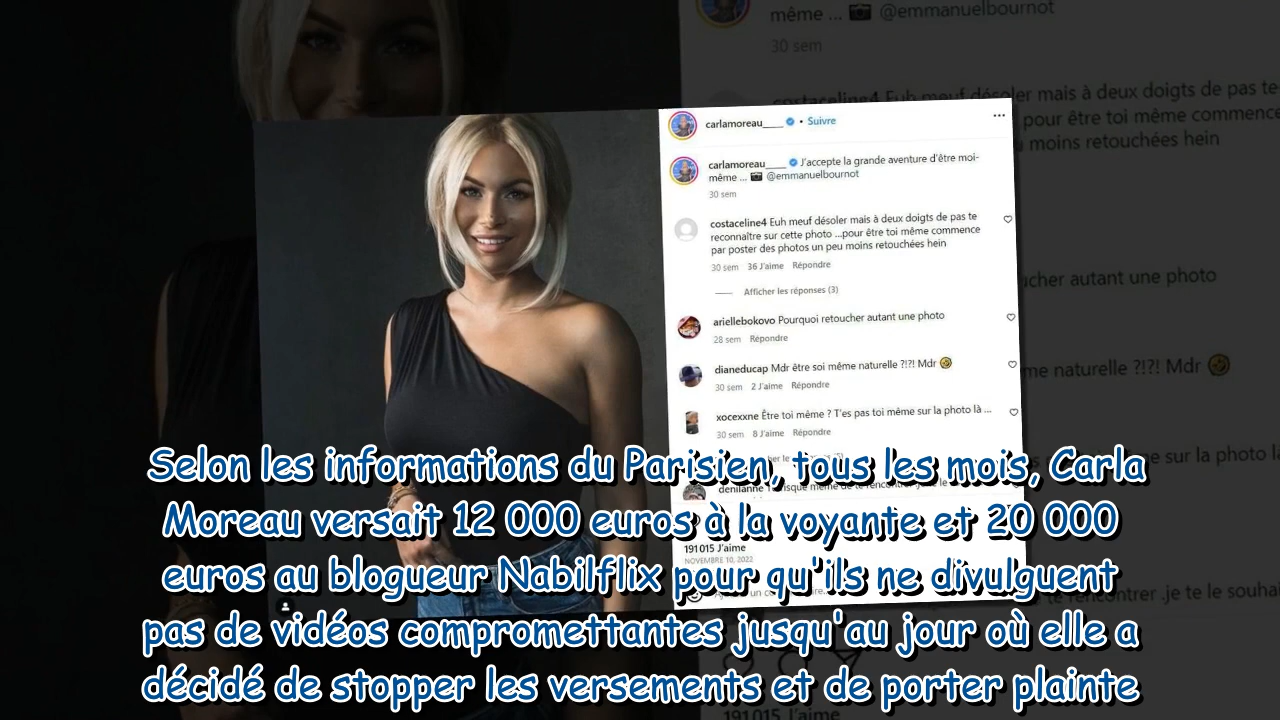 même ... @emmanuelbournot
30 sem
carlamoreau____ • Suivre
carlamoreau____ J'accepte la grande aventure d'être moi-
même ... @emmanuelbournot
30 sem
costaceline4 Euh meuf désoler mais à deux doigts de pas te
reconnaître sur cette photo ...pour être toi même commence
par poster des photos un peu moins retouchées hein
30 sem 36 J'aime Répondre
Afficher les réponses (3)
ariellebokovo Pourquoi retoucher autant une photo
28 sem Répondre
dianeducap Mdr être soi même naturelle ?!?! Mdr 🤣
30 sem 2 J'aime Répondre
xocexxne Être toi même ? T'es pas toi même sur la photo là ...
30 sem 8 J'aime Répondre
denilanne
191 015 J'aime
NOVEMBRE 10, 2022
Selon les informations du Parisien, tous les mois, Carla
Moreau versait 12 000 euros à la voyante et 20 000
euros au blogueur Nabilflix pour qu'ils ne divulguent
pas de vidéos compromettantes jusqu'au jour où elle a
décidé de stopper les versements et de porter plainte